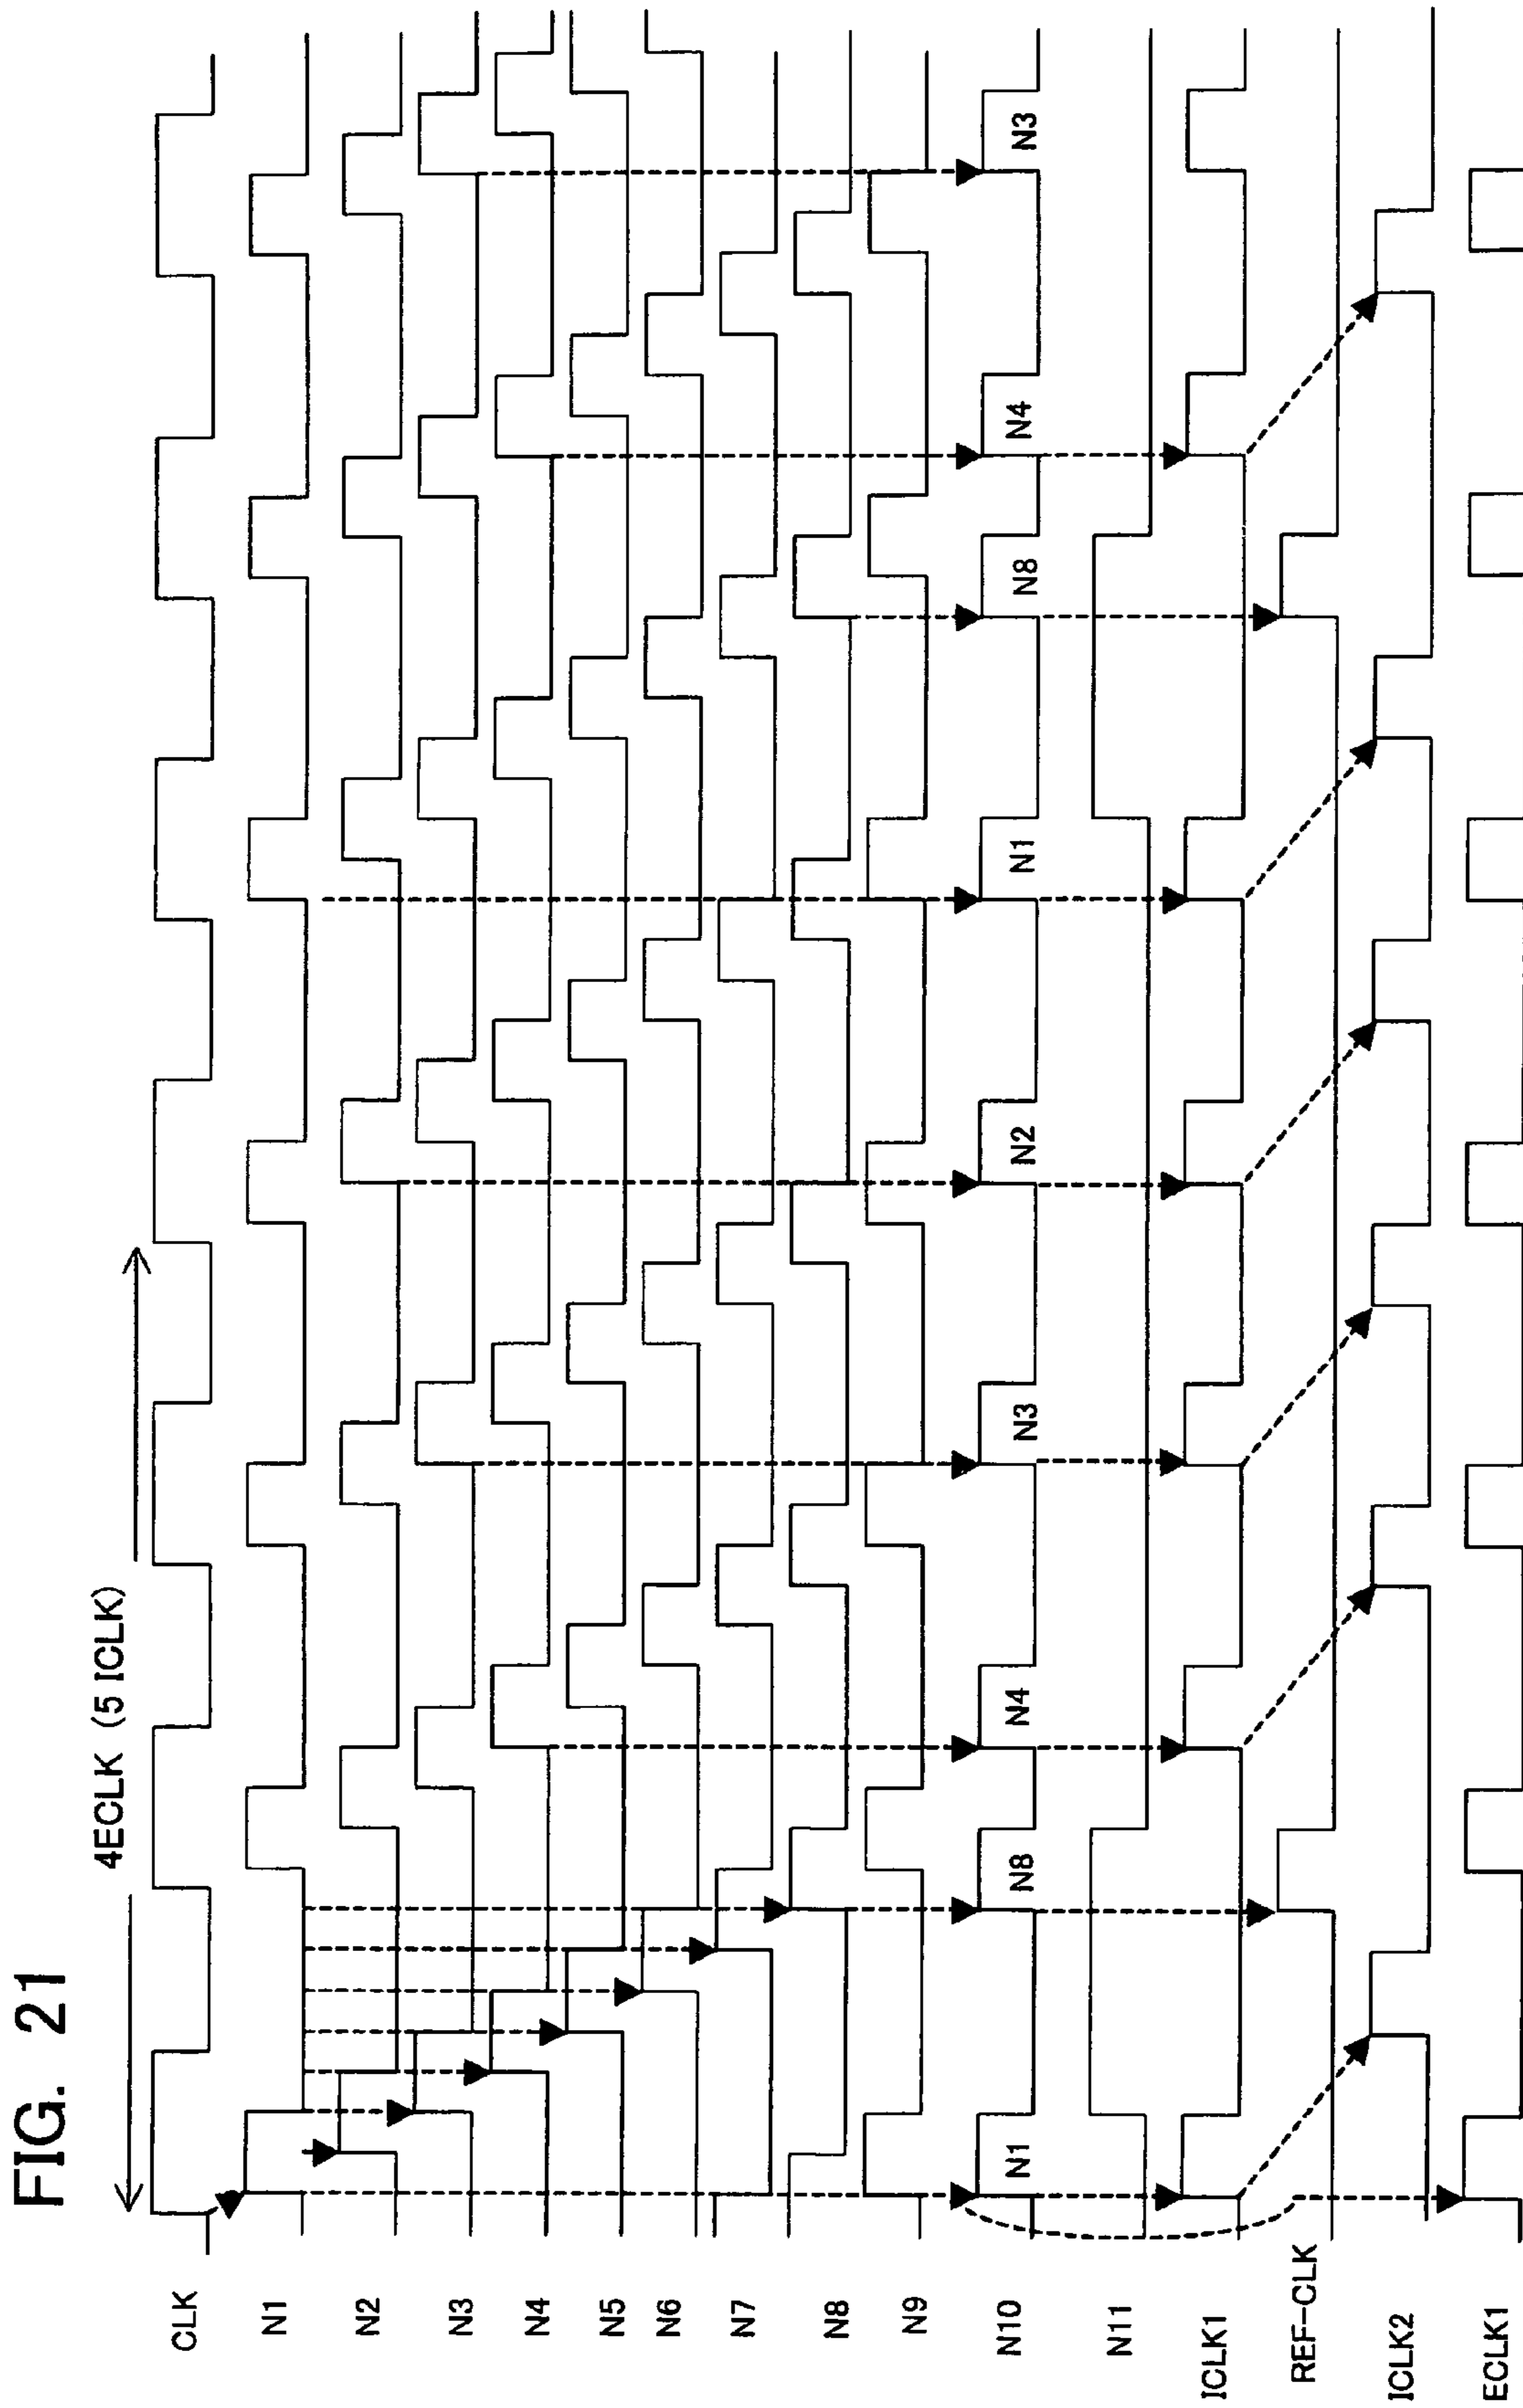 FIG. 21
4ECLK (5 ICLK)
CLK
N1
N2
N3
N4
N5
N6
N7
N8
N9
N10
N1 N8 N4 N3 N2 N1 N8 N4 N3
N11
ICLK1
REF-CLK
ICLK2
ECLK1